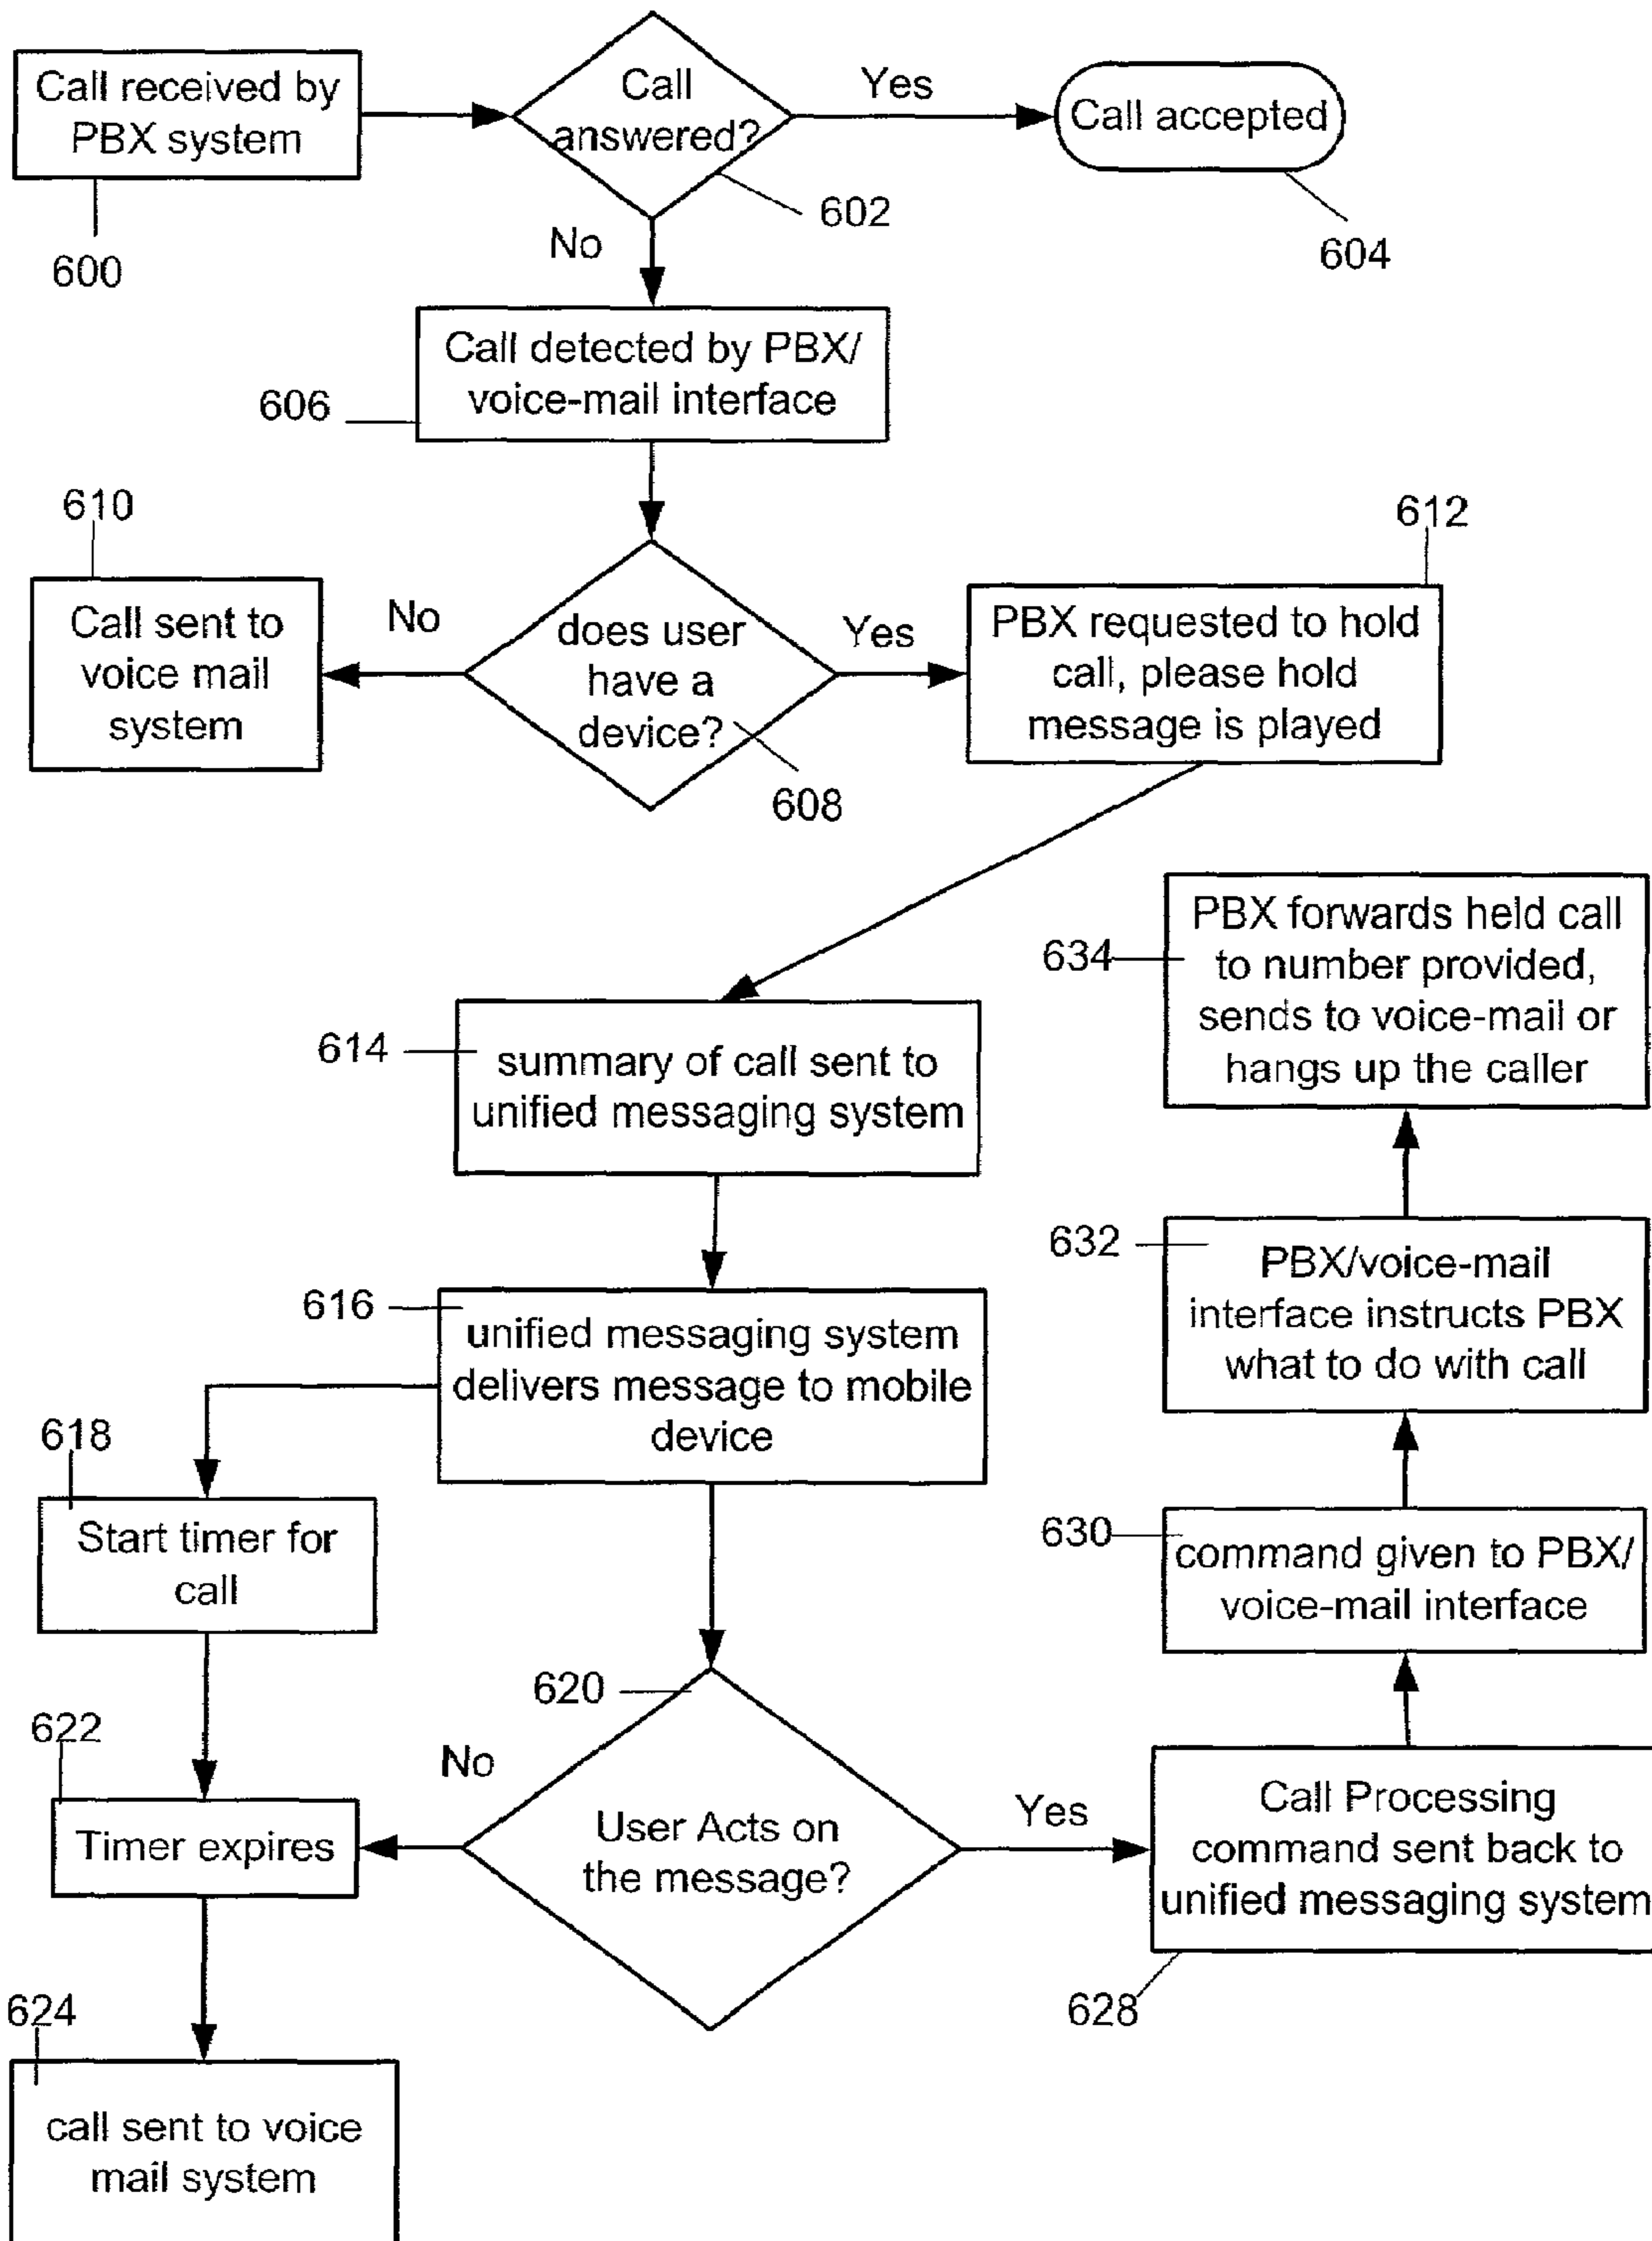 Call received by
PBX system
600
Call
answered?
602
Yes
Call accepted
604
No
Call detected by PBX/
voice-mail interface
606
610
Call sent to
voice mail
system
No
does user
have a
device?
608
Yes
612
PBX requested to hold
call, please hold
message is played
614
summary of call sent to
unified messaging system
616
unified messaging system
delivers message to mobile
device
618
Start timer for
call
620
User Acts on
the message?
No
622
Timer expires
624
call sent to voice
mail system
Yes
Call Processing
command sent back to
unified messaging system
628
630
command given to PBX/
voice-mail interface
632
PBX/voice-mail
interface instructs PBX
what to do with call
634
PBX forwards held call
to number provided,
sends to voice-mail or
hangs up the caller